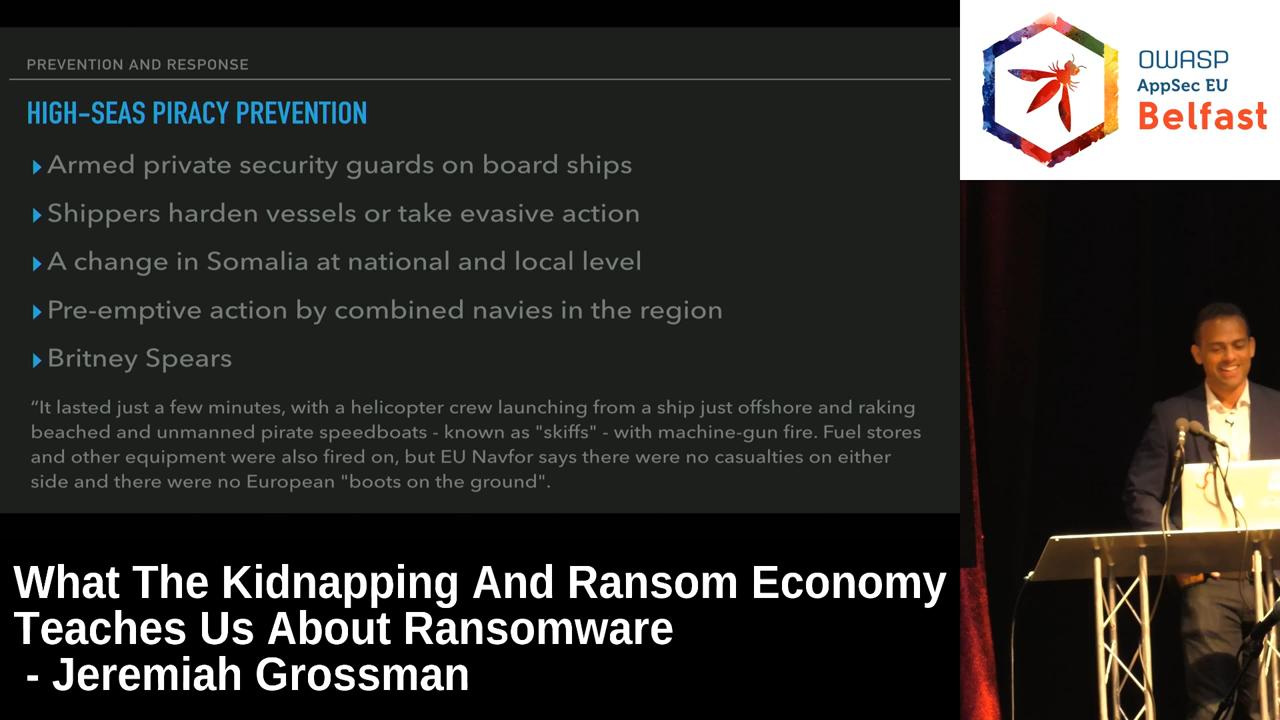 PREVENTION AND RESPONSE
HIGH-SEAS PIRACY PREVENTION
Armed private security guards on board ships
Shippers harden vessels or take evasive action
A change in Somalia at national and local level
Pre-emptive action by combined navies in the region
Britney Spears
“It lasted just a few minutes, with a helicopter crew launching from a ship just offshore and raking
beached and unmanned pirate speedboats - known as "skiffs" - with machine-gun fire. Fuel stores
and other equipment were also fired on, but EU Navfor says there were no casualties on either
side and there were no European "boots on the ground".
What The Kidnapping And Ransom Economy
Teaches Us About Ransomware
- Jeremiah Grossman
OWASP
AppSec EU
Belfast